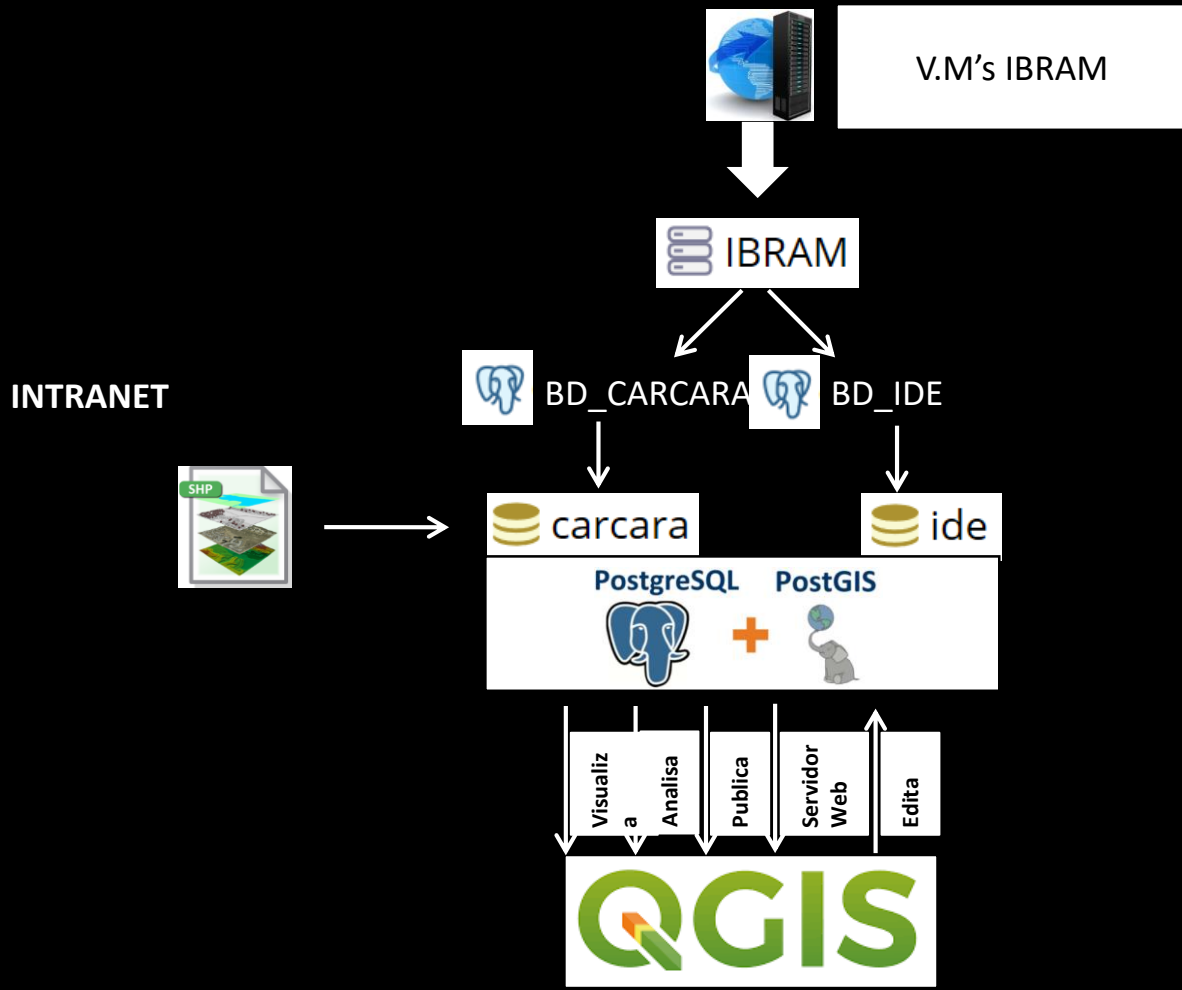 V.M's IBRAM
IBRAM
INTRANET
BD_CARCARA
BD_IDE
SHP
carcara
ide
PostgreSQL
PostGIS
Visualiz
a
Analisa
Publica
Servidor
Web
Edita
QGIS